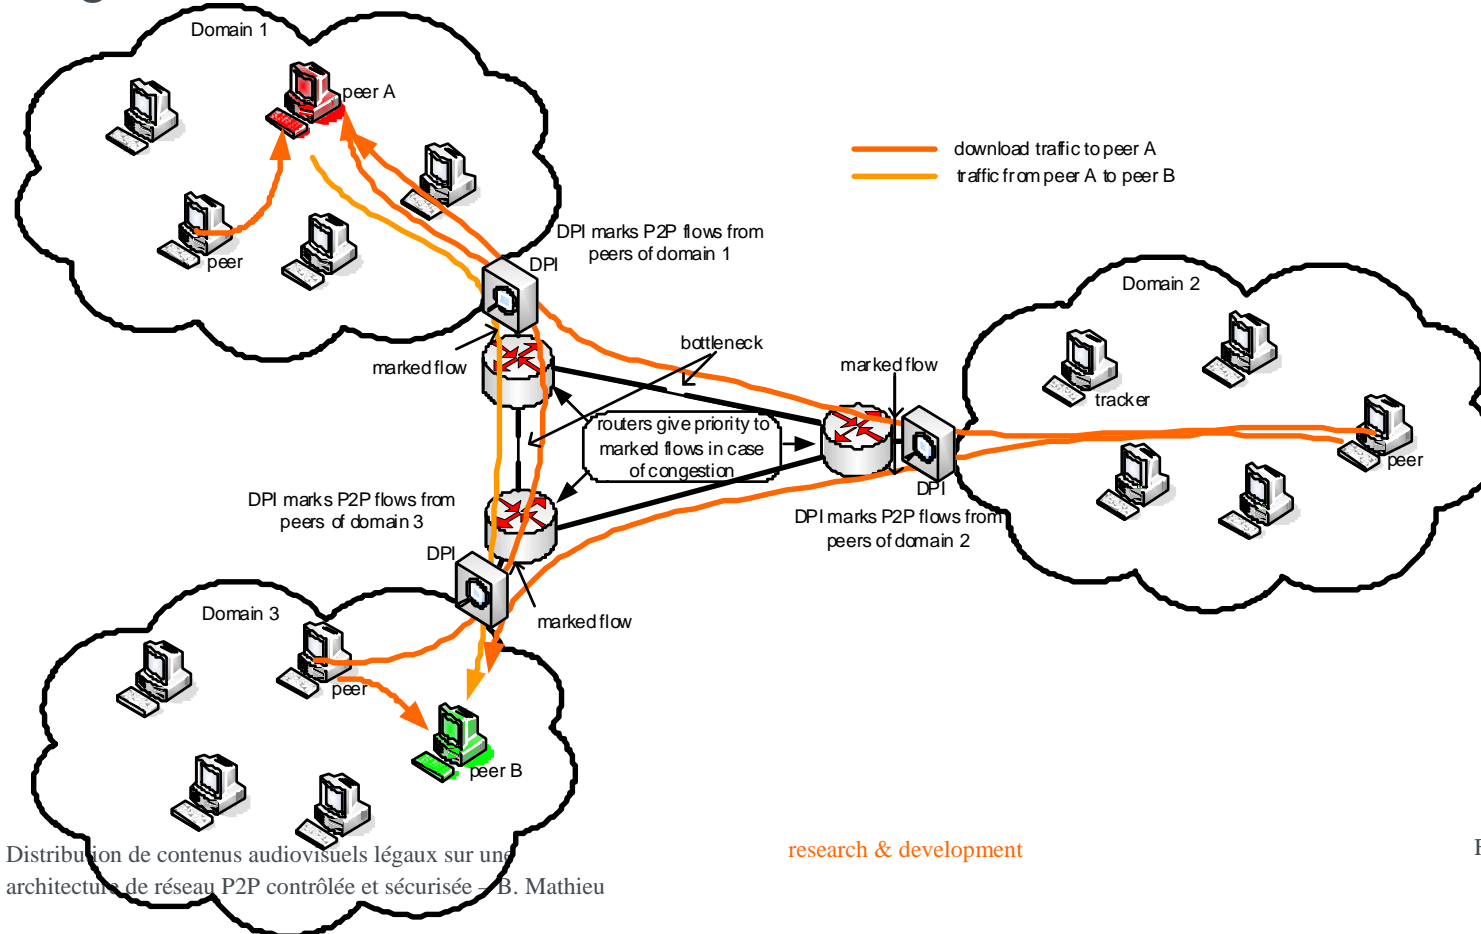 Domain 1
peer A
download traffic to peer A
traffic from peer A to peer B
peer
DPI marks P2P flows from
peers of domain 1
DPI
Domain 2
bottleneck
marked flow
marked flow
tracker
routers give priority to
marked flows in case
of congestion
peer
DPI
DPI marks P2P flows from
peers of domain 3
DPI marks P2P flows from
peers of domain 2
DPI
Domain 3
marked flow
peer
peer B
Distribution de contenus audiovisuels légaux sur une
architecture de réseau P2P contrôlée et sécurisée – B. Mathieu
research & development